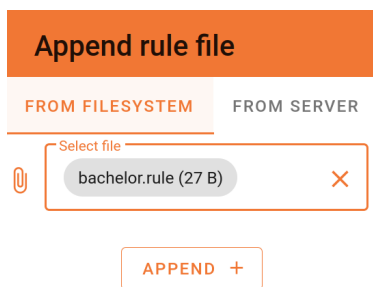 Append rule file
FROM FILESYSTEM FROM SERVER
Select file
bachelor.rule (27 B)
APPEND +